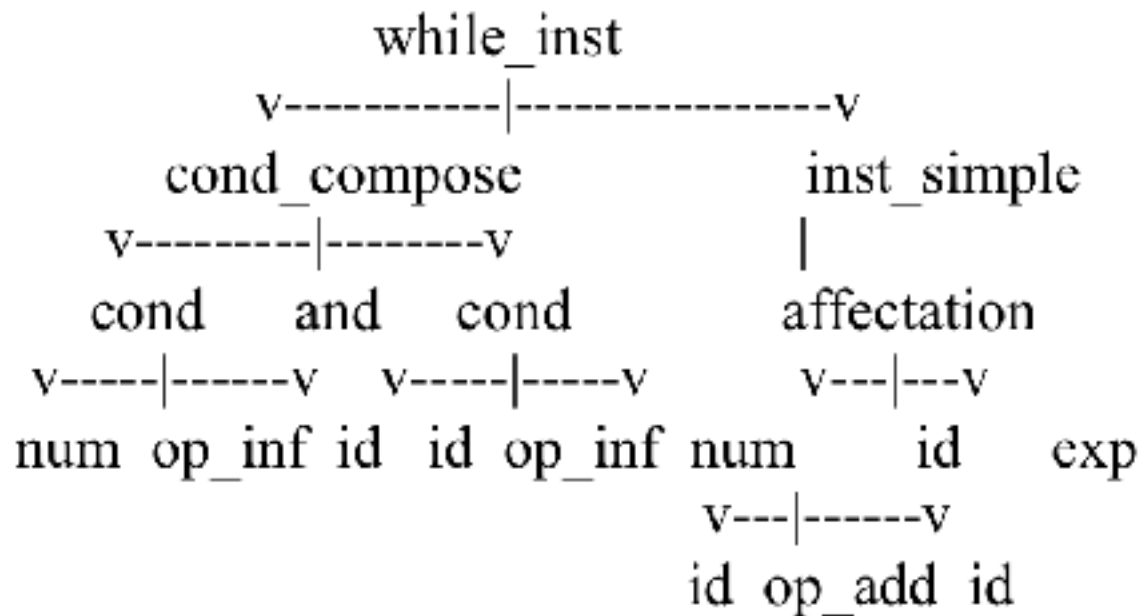 while_inst
v-----------|----------------v
cond_compose inst_simple
v---------|--------v |
cond and cond affectation
v-----|------v v-----|-----v v---|---v
num op_inf id id op_inf num id exp
v---|------v
id op_add id